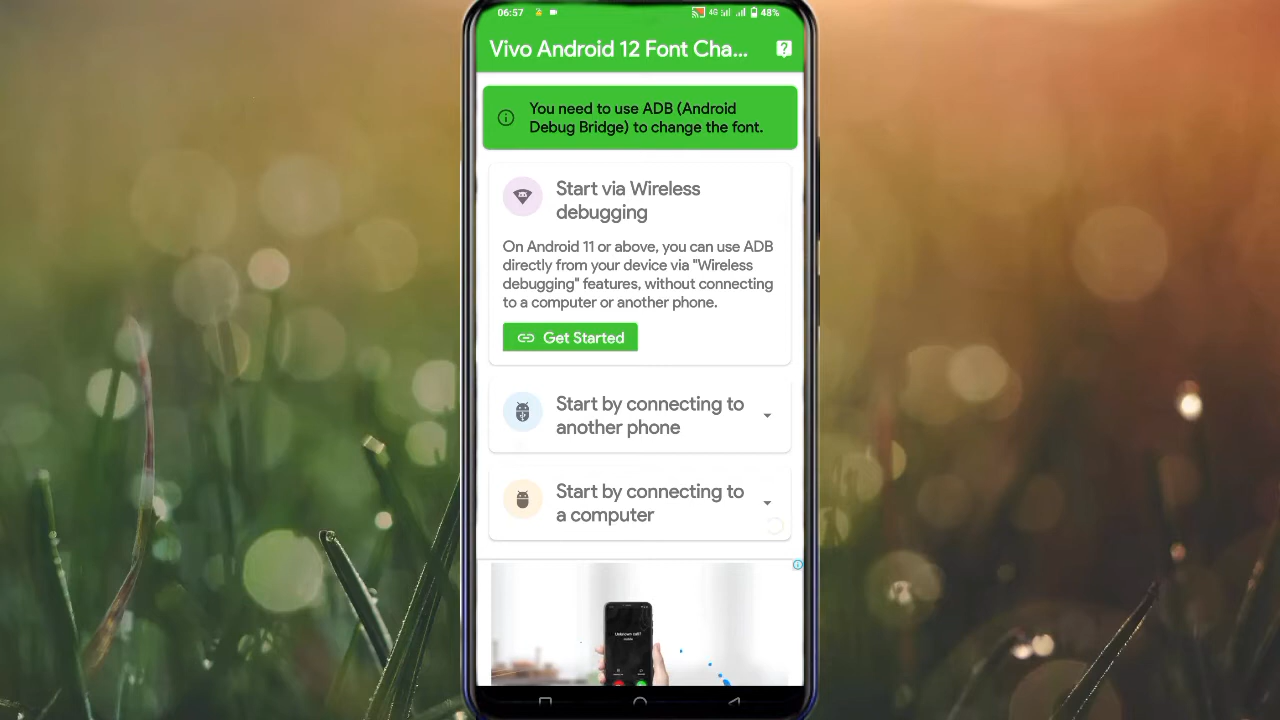 06:57
4G
48%
Vivo Android 12 Font Cha...
You need to use ADB (Android
Debug Bridge) to change the font.
Start via Wireless
debugging
On Android 11 or above, you can use ADB
directly from your device via "Wireless
debugging" features, without connecting
to a computer or another phone.
Get Started
Start by connecting to
another phone
Start by connecting to
a computer
Unknown call?